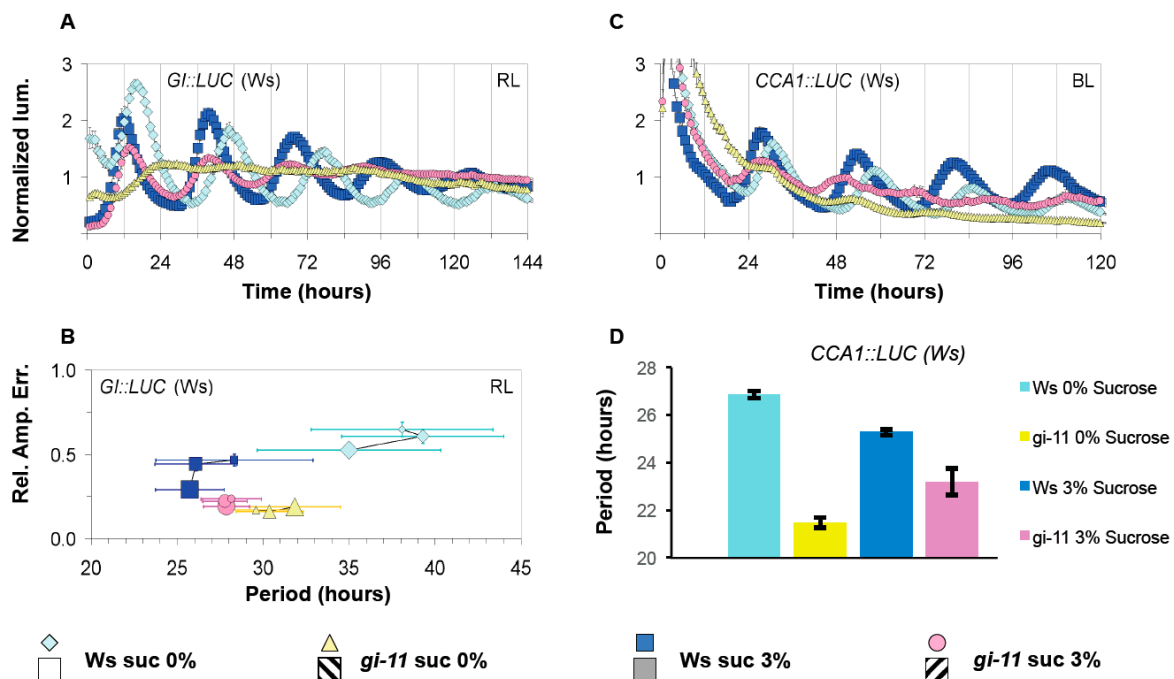 A
Normalized lum.
3
2
1
GI::LUC (Ws)
RL
0 24 48 72 96 120 144
Time (hours)
C
3
2
1
CCA1::LUC (Ws)
BL
0 24 48 72 96 120
Time (hours)
B
Rel. Amp. Err.
1.0
0.5
0.0
GI::LUC (Ws)
RL
20 25 30 35 40 45
Period (hours)
D
CCA1::LUC (Ws)
Period (hours)
28
26
24
22
20
Ws 0% Sucrose
gi-11 0% Sucrose
Ws 3% Sucrose
gi-11 3% Sucrose
Ws suc 0%
gi-11 suc 0%
Ws suc 3%
gi-11 suc 3%